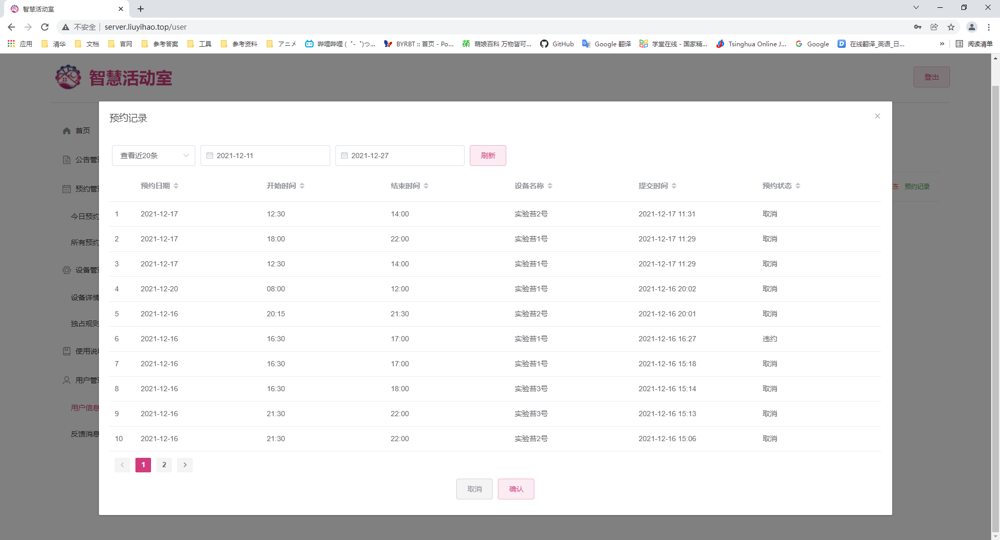 智慧活动室
不安全 server.liuyihao.top/user
应用 清华 文档 官网 参考答案 工具 参考资料 アニメ 哔哩哔哩 (゜-゜)つ... BYRBT :: 首页 - Po... 萌娘百科 万物皆可... GitHub Google 翻译 学堂在线 - 国家精... Tsinghua Online J... Google 在线翻译_英语_日... » 阅读清单
智慧活动室
登出
首页
公告管
预约管
今日预约
所有预约
设备管
设备详情
独占规则
使用说
用户管
用户信息
反馈消息
冻 预约记录
预约记录
查看近20条 2021-12-11 2021-12-27 刷新
预约日期 开始时间 结束时间 设备名称 提交时间 预约状态
1 2021-12-17 12:30 14:00 实验苔2号 2021-12-17 11:31 取消
2 2021-12-17 18:00 22:00 实验苔1号 2021-12-17 11:29 取消
3 2021-12-17 12:30 14:00 实验苔1号 2021-12-17 11:29 取消
4 2021-12-20 08:00 12:00 实验苔1号 2021-12-16 20:02 取消
5 2021-12-16 20:15 21:30 实验苔2号 2021-12-16 20:01 取消
6 2021-12-16 16:30 17:00 实验苔1号 2021-12-16 16:27 违约
7 2021-12-16 16:30 17:00 实验苔1号 2021-12-16 15:18 取消
8 2021-12-16 16:30 18:00 实验苔3号 2021-12-16 15:14 取消
9 2021-12-16 21:30 22:00 实验苔3号 2021-12-16 15:13 取消
10 2021-12-16 21:30 22:00 实验苔2号 2021-12-16 15:06 取消
1 2
取消 确认